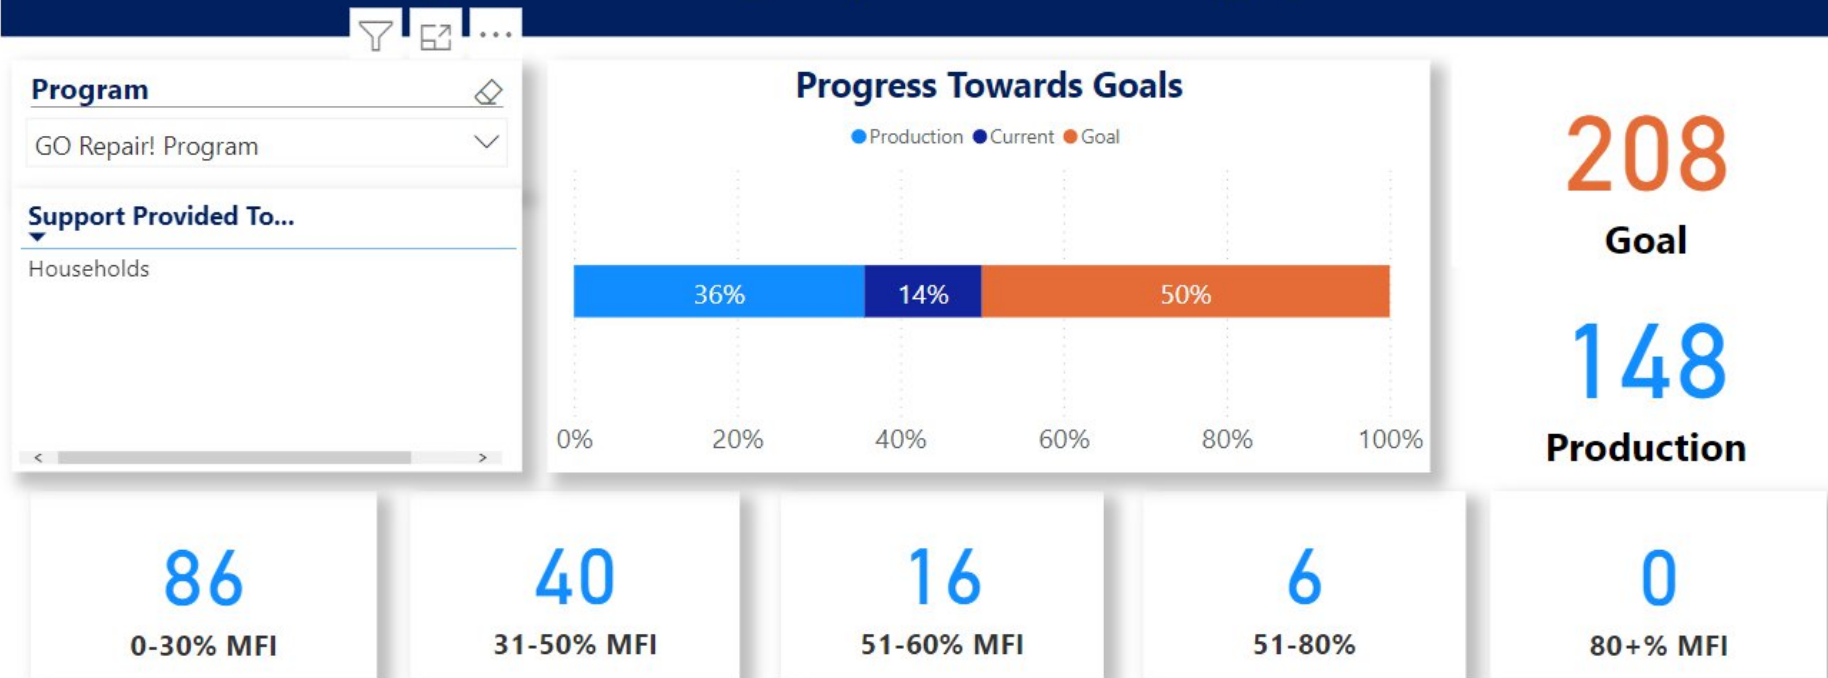 Program
GO Repair! Program
Support Provided To...
Households
Progress Towards Goals
Production Current Goal
36% 14% 50%
0% 20% 40% 60% 80% 100%
208
Goal
148
Production
86
0-30% MFI
40
31-50% MFI
16
51-60% MFI
6
51-80%
0
80+% MFI